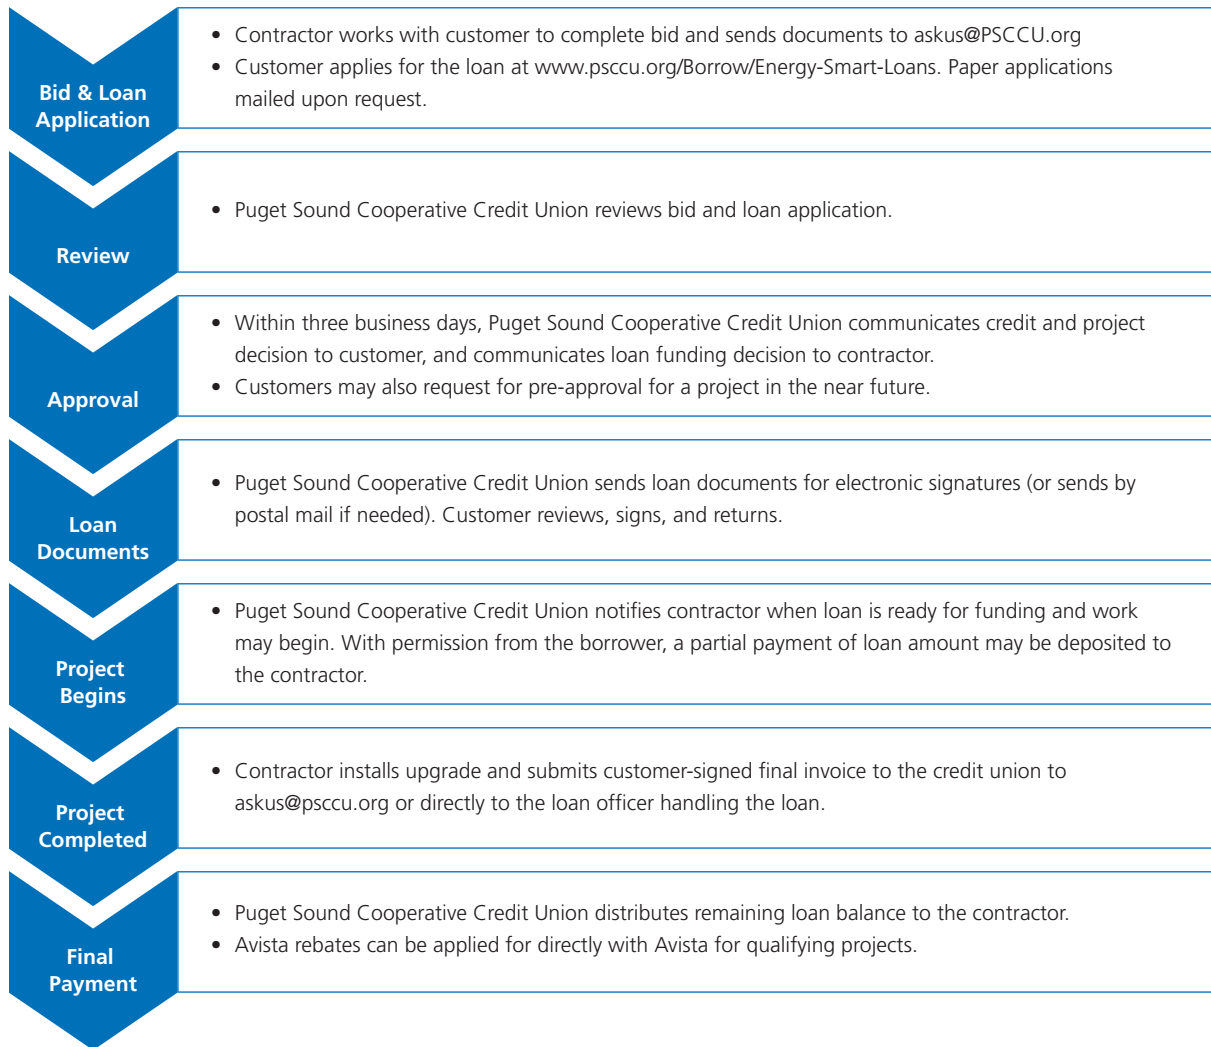 Bid & Loan
Application
• Contractor works with customer to complete bid and sends documents to askus@PSCCU.org
• Customer applies for the loan at www.psccu.org/Borrow/Energy-Smart-Loans. Paper applications
mailed upon request.
Review
• Puget Sound Cooperative Credit Union reviews bid and loan application.
Approval
• Within three business days, Puget Sound Cooperative Credit Union communicates credit and project
decision to customer, and communicates loan funding decision to contractor.
• Customers may also request for pre-approval for a project in the near future.
Loan
Documents
• Puget Sound Cooperative Credit Union sends loan documents for electronic signatures (or sends by
postal mail if needed). Customer reviews, signs, and returns.
Project
Begins
• Puget Sound Cooperative Credit Union notifies contractor when loan is ready for funding and work
may begin. With permission from the borrower, a partial payment of loan amount may be deposited to
the contractor.
Project
Completed
• Contractor installs upgrade and submits customer-signed final invoice to the credit union to
askus@psccu.org or directly to the loan officer handling the loan.
Final
Payment
• Puget Sound Cooperative Credit Union distributes remaining loan balance to the contractor.
• Avista rebates can be applied for directly with Avista for qualifying projects.